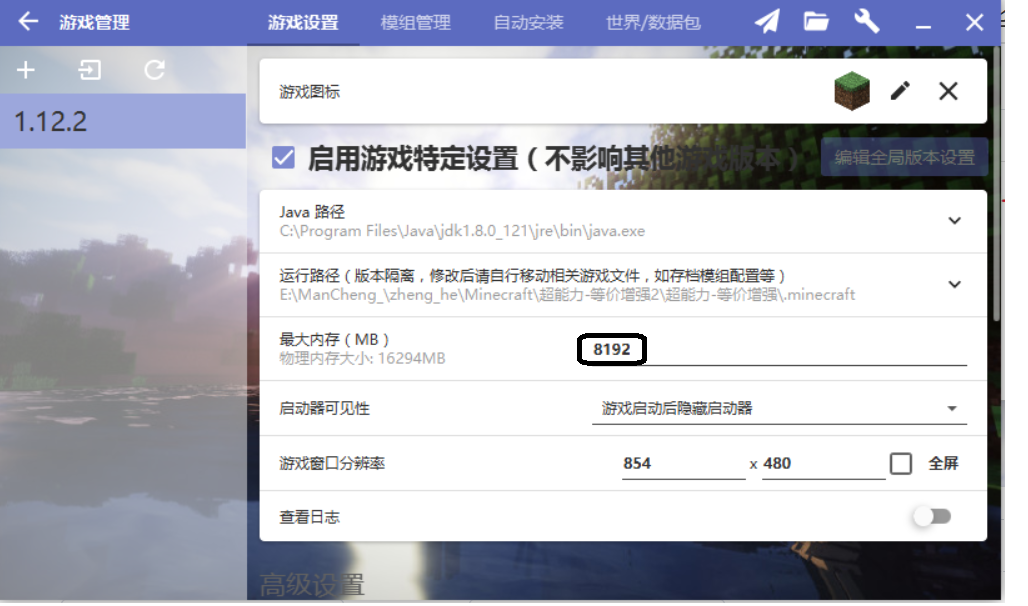 游戏管理
游戏设置 模组管理 自动安装 世界/数据包
1.12.2
游戏图标
启用游戏特定设置（不影响其他游戏版本）
编辑全局版本设置
Java 路径
C:\Program Files\Java\jdk1.8.0_121\jre\bin\java.exe
运行路径（版本隔离，修改后请自行移动相关游戏文件，如存档模组配置等）
E:\ManCheng_\zheng_he\Minecraft\超能力-等价增强2\超能力-等价增强\.minecraft
最大内存（MB）
物理内存大小: 16294MB
8192
启动器可见性
游戏启动后隐藏启动器
游戏窗口分辨率
854 x 480
全屏
查看日志
高级设置